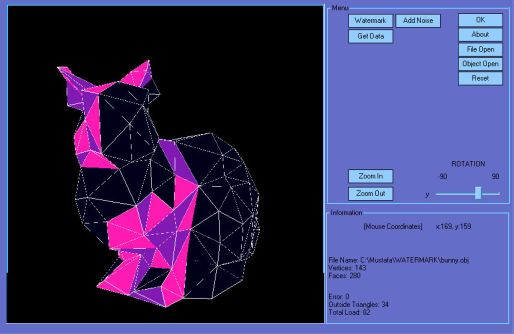 Menu
Watermark
Add Noise
OK
Get Data
About
File Open
Object Open
Reset
ROTATION
Zoom In
-90
90
Zoom Out
y
Information
[Mouse Coordinates] x:169, y:159
File Name: C:\Mustafa\WATERMARK\bunny.obj
Vertices: 143
Faces: 280
Error: 0
Outside Triangles: 34
Total Load: 82